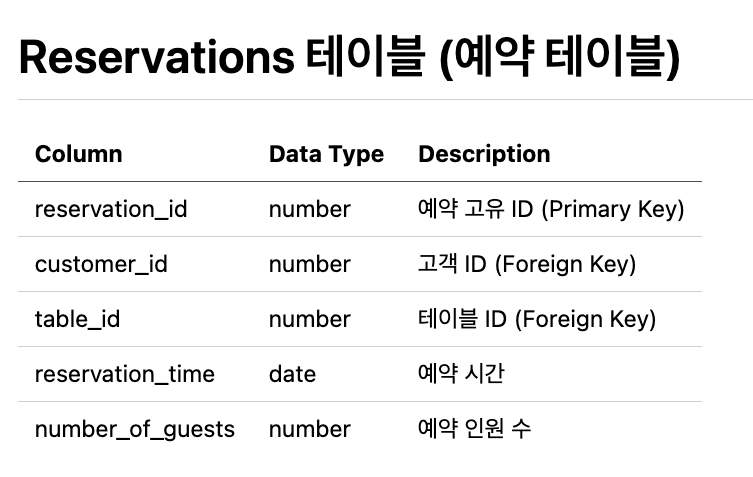 Reservations 테이블 (예약 테이블)
Column Data Type Description
reservation_id number 예약 고유 ID (Primary Key)
customer_id number 고객 ID (Foreign Key)
table_id number 테이블 ID (Foreign Key)
reservation_time date 예약 시간
number_of_guests number 예약 인원 수